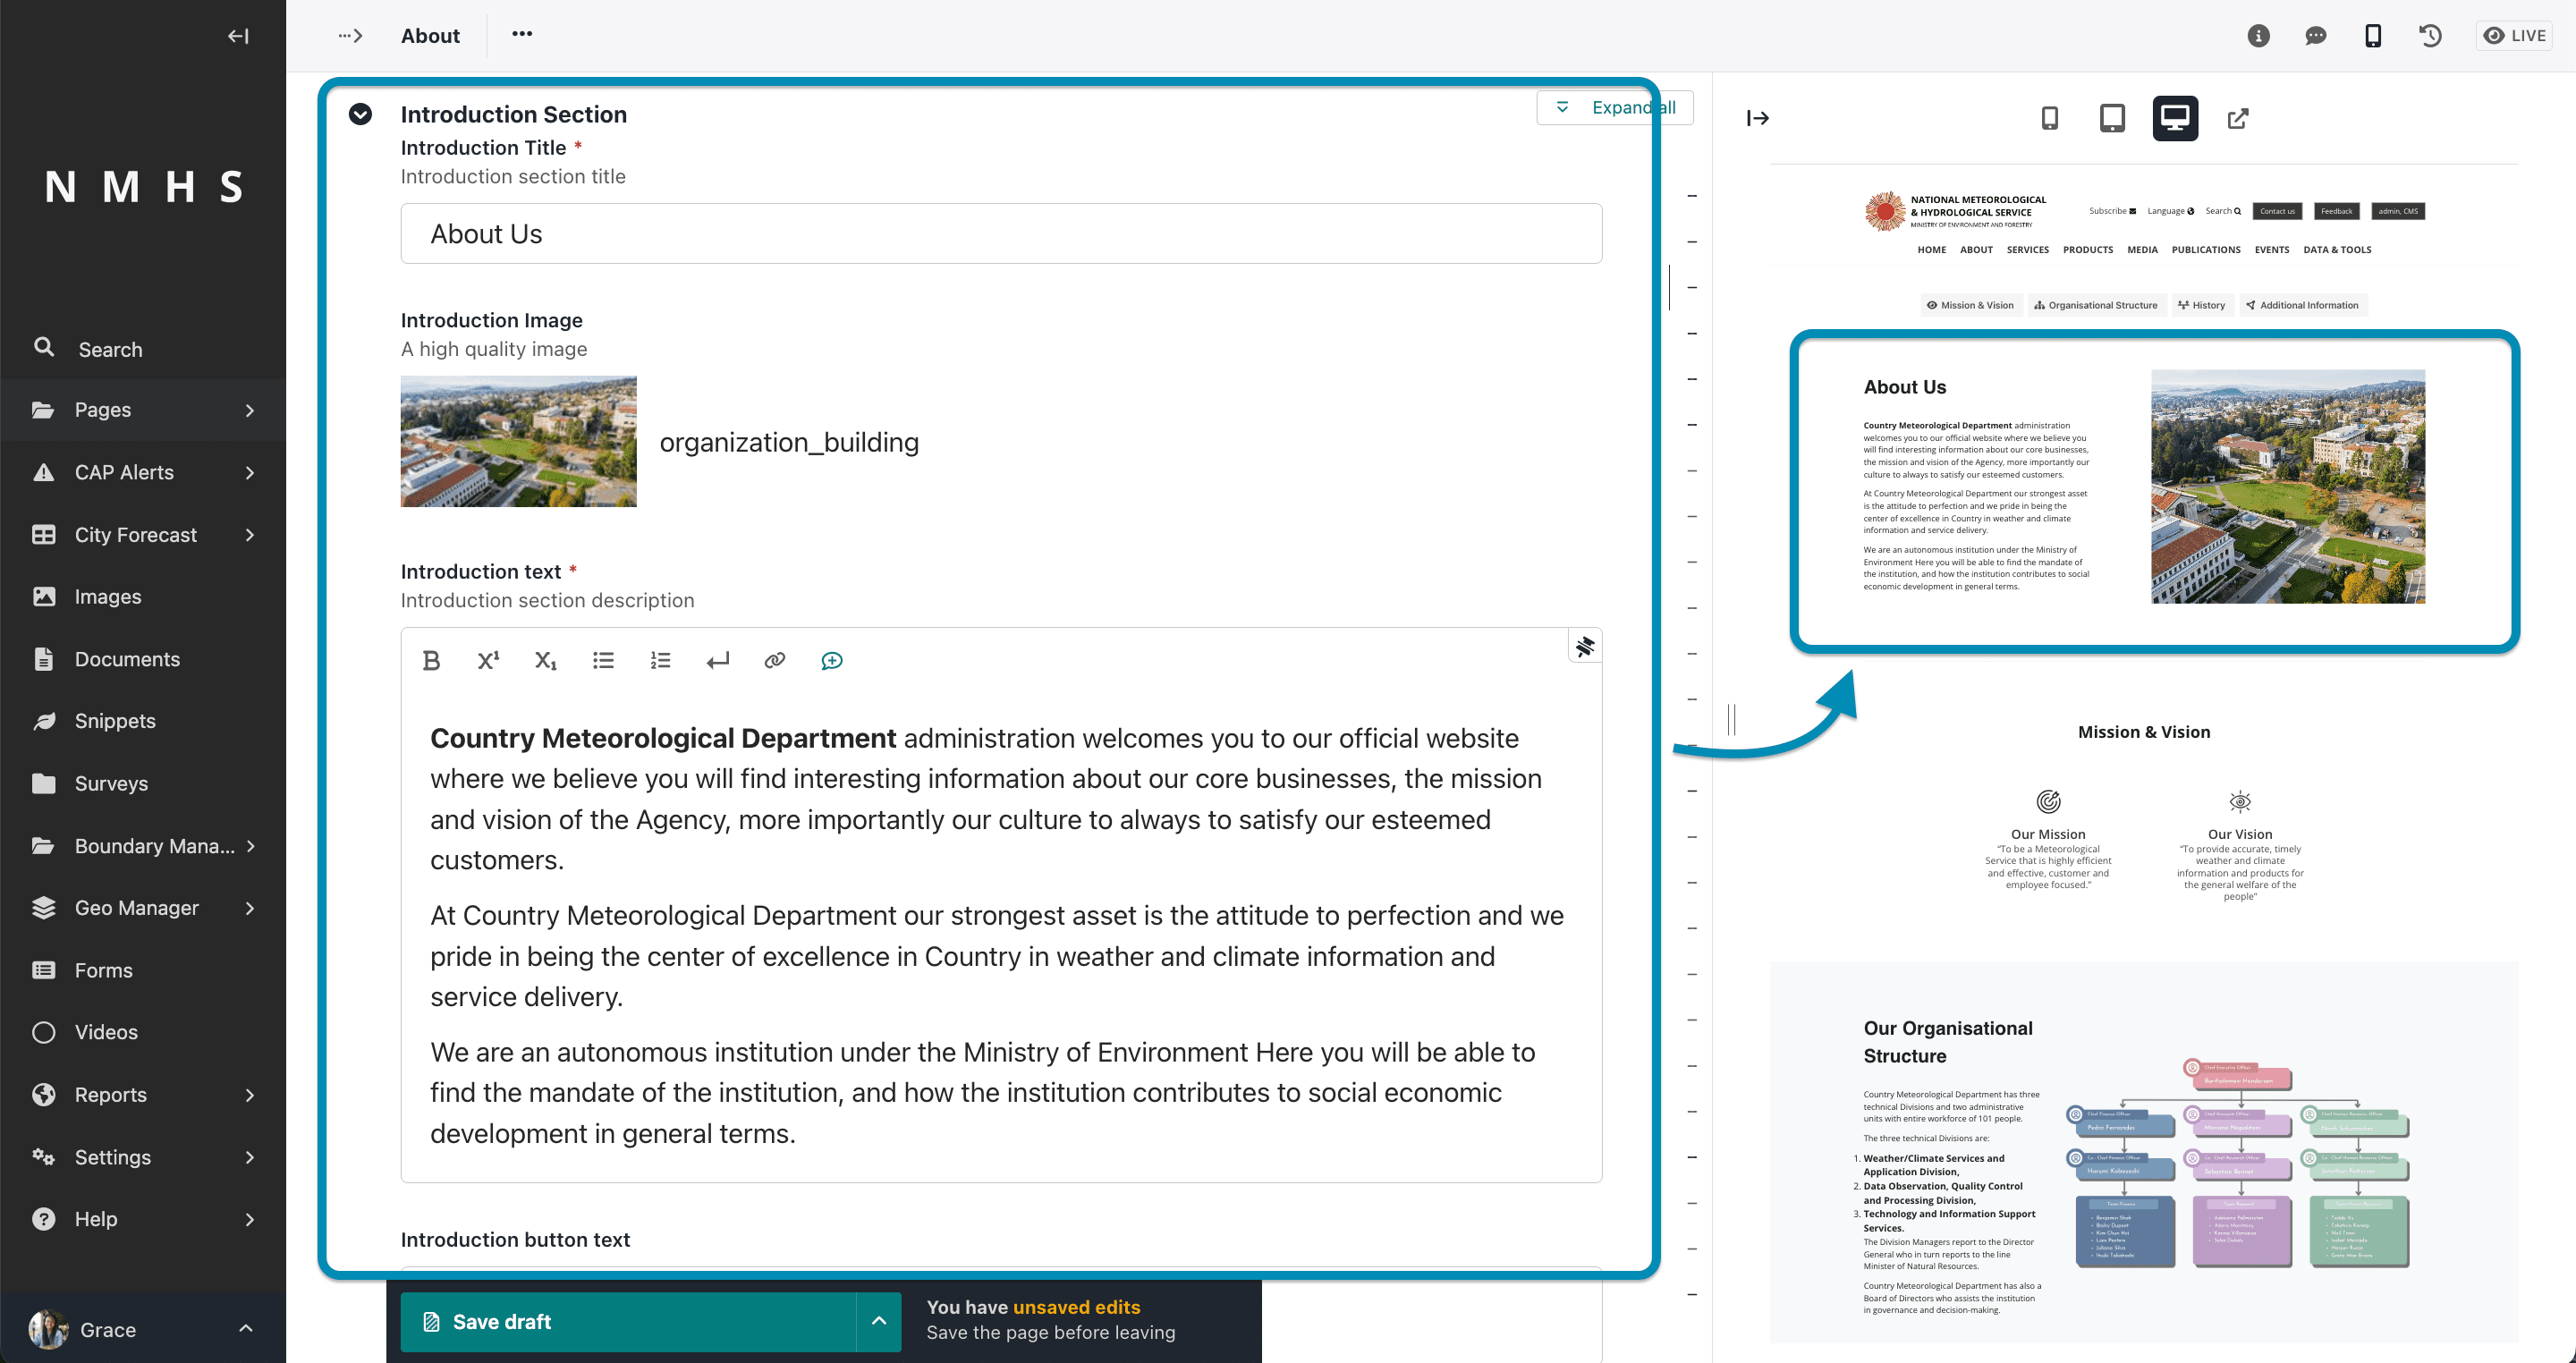 NMHS
Search
Pages
CAP Alerts
City Forecast
Images
Documents
Snippets
Surveys
Boundary Mana...
Geo Manager
Forms
Videos
Reports
Settings
Help
Grace
About
LIVE
Introduction Section
Expand all
Introduction Title *
Introduction section title
About Us
Introduction Image
A high quality image
organization_building
Introduction text *
Introduction section description
Country Meteorological Department administration welcomes you to our official website
where we believe you will find interesting information about our core businesses, the mission
and vision of the Agency, more importantly our culture to always to satisfy our esteemed
customers.
At Country Meteorological Department our strongest asset is the attitude to perfection and we
pride in being the center of excellence in Country in weather and climate information and
service delivery.
We are an autonomous institution under the Ministry of Environment Here you will be able to
find the mandate of the institution, and how the institution contributes to social economic
development in general terms.
Introduction button text
Save draft
You have unsaved edits
Save the page before leaving
NATIONAL METEOROLOGICAL
& HYDROLOGICAL SERVICE
MINISTRY OF ENVIRONMENT AND FORESTRY
Subscribe
Language
Search
Contact us
Feedback
admin, CMS
HOME
ABOUT
SERVICES
PRODUCTS
MEDIA
PUBLICATIONS
EVENTS
DATA & TOOLS
Mission & Vision
Organisational Structure
History
Additional Information
About Us
Country Meteorological Department administration
welcomes you to our official website where we believe you
will find interesting information about our core businesses,
the mission and vision of the Agency, more importantly our
culture to always to satisfy our esteemed customers.
At Country Meteorological Department our strongest asset
is the attitude to perfection and we pride in being the
center of excellence in Country in weather and climate
information and service delivery.
We are an autonomous institution under the Ministry of
Environment Here you will be able to find the mandate of
the institution, and how the institution contributes to social
economic development in general terms.
Mission & Vision
Our Mission
“To be a Meteorological
Service that is highly efficient
and effective, customer and
employee focused.”
Our Vision
“To provide accurate, timely
weather and climate
information and products for
the general welfare of the
people”
Our Organisational
Structure
Country Meteorological Department has three
technical Divisions and two administrative
units with entire workforce of 101 people.
The three technical Divisions are:
1. Weather/Climate Services and
Application Division,
2. Data Observation, Quality Control
and Processing Division,
3. Technology and Information Support
Services.
The Division Managers report to the Director
General who in turn reports to the line
Minister of Natural Resources.
Country Meteorological Department has also a
Board of Directors who assists the institution
in governance and decision-making.
Chief Executive Officer
Bartholomew Henderson
Chief Finance Officer
Pedro Fernandes
Co - Chief Finance Officer
Harumi Kobayashi